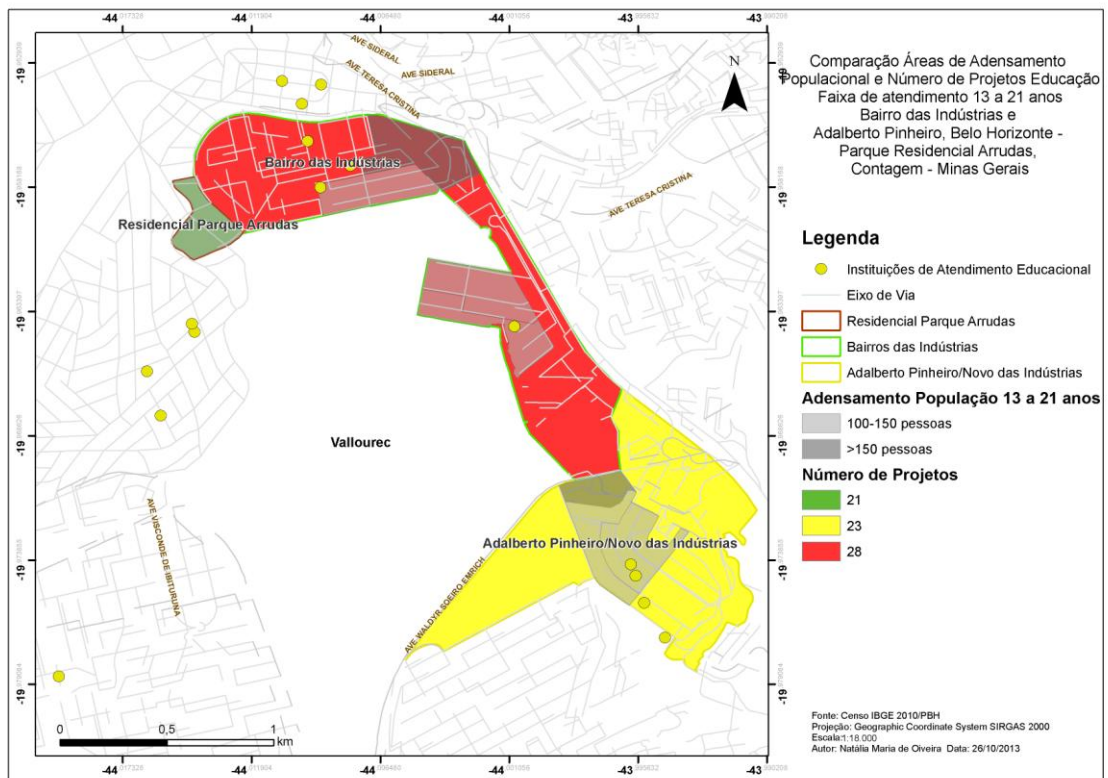 -44,017328
-44,011904
-44,006480
-44,001058
-43,995632
-43,990208
AVE SIDERAL
AVE SIDERAL
AVE TERESA CRISTINA
N
Bairro das Indústrias
AVE TERESA CRISTINA
Residencial Parque Arrudas
Vallourec
Adalberto Pinheiro/Novo das Indústrias
AVE VISCONDE DE IBITURUNA
AVE WALDYR SOEIRO EMRICH
0 0,5 1
km
Comparação Áreas de Adensamento
Populacional e Número de Projetos Educação
Faixa de atendimento 13 a 21 anos
Bairro das Indústrias e
Adalberto Pinheiro, Belo Horizonte -
Parque Residencial Arrudas,
Contagem - Minas Gerais
Legenda
Instituições de Atendimento Educacional
Eixo de Via
Residencial Parque Arrudas
Bairros das Indústrias
Adalberto Pinheiro/Novo das Indústrias
Adensamento População 13 a 21 anos
100-150 pessoas
>150 pessoas
Número de Projetos
21
23
28
Fonte: Censo IBGE 2010/PBH
Projeção: Geographic Coordinate System SIRGAS 2000
Escala:1:18.000
Autor: Natália Maria de Oiveira Data: 26/10/2013